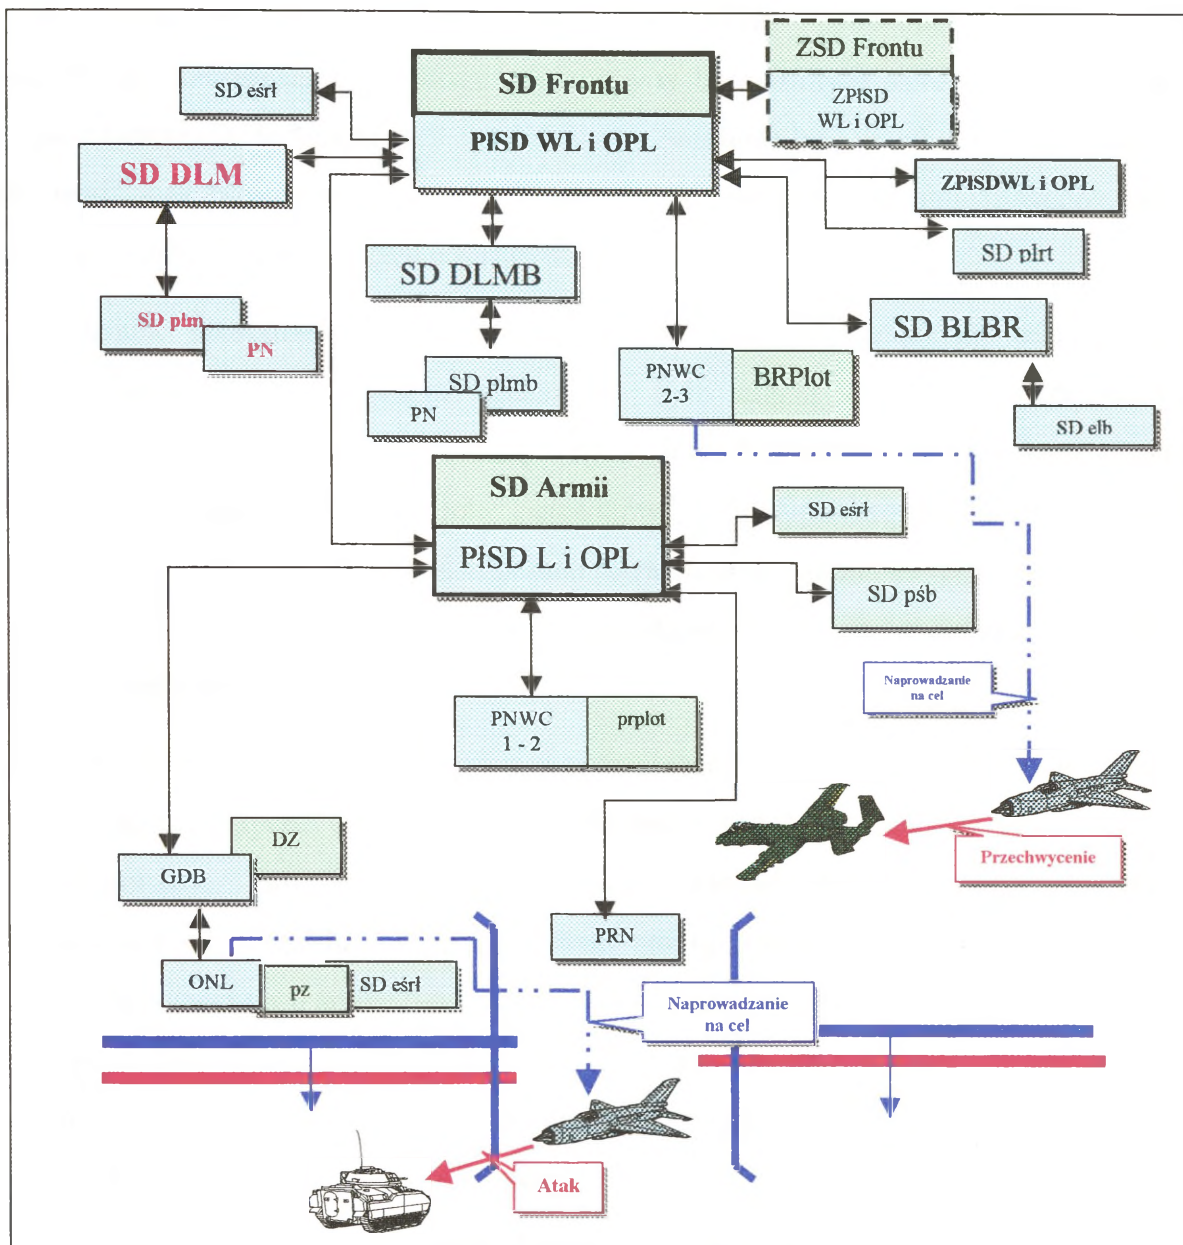 ZSD Frontu
ZPłSD
WL i OPL
SD Frontu
PłSD WL i OPL
SD eśrł
SD DLM
ZPłSDWL i OPL
SD plrt
SD DLMB
SD plm
PN
SD BLBR
SD plmb
PN
PNWC
2-3
BRPlot
SD elb
SD Armii
PłSD L i OPL
SD eśrł
SD pśb
Naprowadzanie
na cel
PNWC
1 - 2
prplot
DZ
GDB
Przechwycenie
PRN
ONL
pz
SD eśrł
Naprowadzanie
na cel
Atak